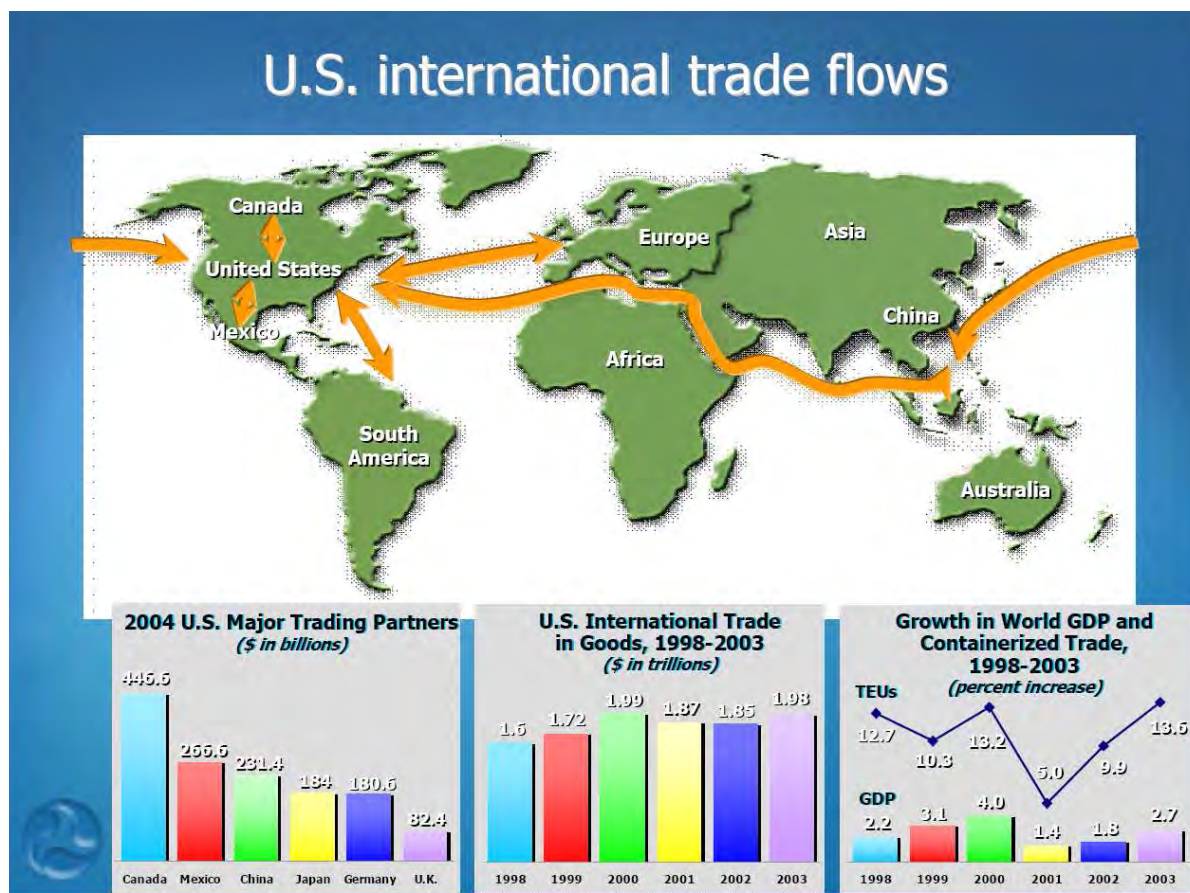 U.S. international trade flows
Canada
United States
Mexico
Europe
Asia
China
Africa
South
America
Australia
2004 U.S. Major Trading Partners
($ in billions)
446.6
266.6
231.4
184
180.6
82.4
Canada Mexico China Japan Germany U.K.
U.S. International Trade
in Goods, 1998-2003
($ in trillions)
1.6
1.72
1.99
1.87
1.85
1.98
1998 1999 2000 2001 2002 2003
Growth in World GDP and
Containerized Trade,
1998-2003
(percent increase)
TEUs
12.7
10.3
13.2
5.0
9.9
13.6
GDP
2.2
3.1
4.0
1.4
1.8
2.7
1998 1999 2000 2001 2002 2003